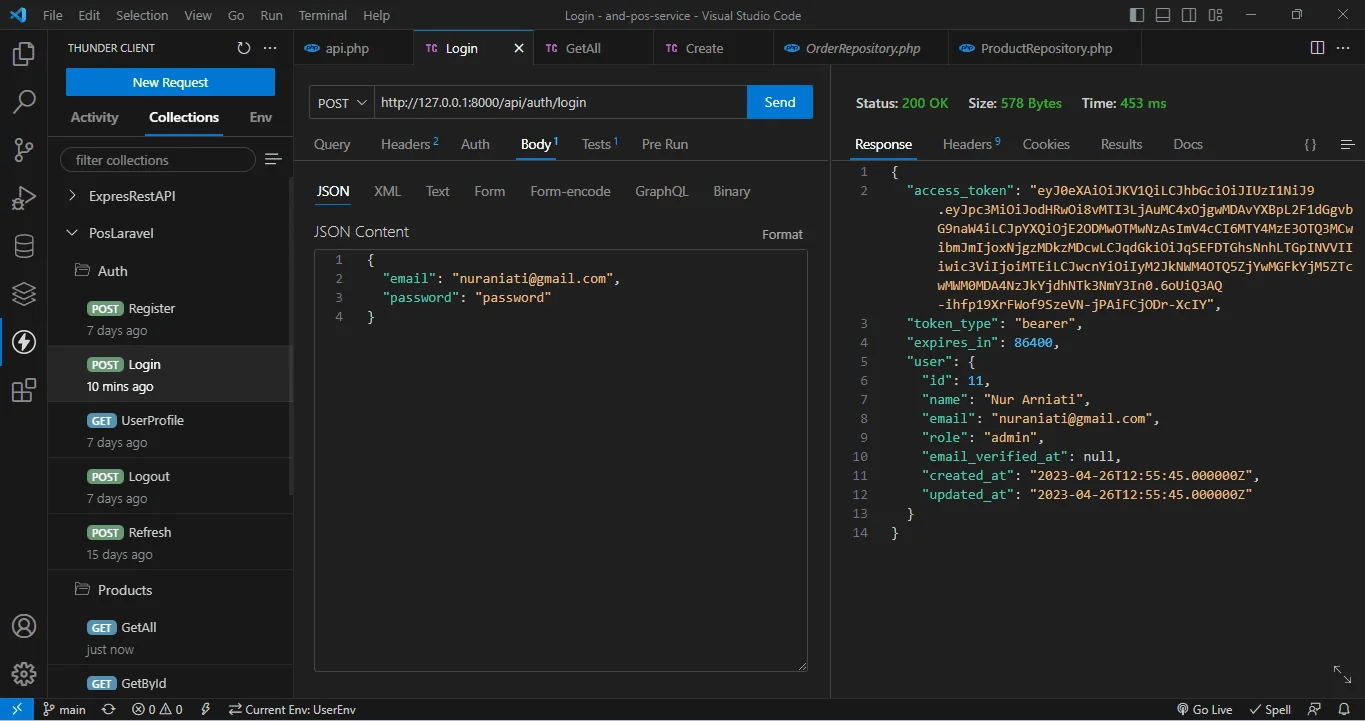 File Edit Selection View Go Run Terminal Help
Login - and-pos-service - Visual Studio Code
THUNDER CLIENT
New Request
Activity Collections Env
filter collections
ExpresRestAPI
PosLaravel
Auth
POST Register
7 days ago
POST Login
10 mins ago
GET UserProfile
7 days ago
POST Logout
7 days ago
POST Refresh
15 days ago
Products
GET GetAll
just now
GET GetById
api.php TC Login TC GetAll TC Create OrderRepository.php ProductRepository.php
POST http://127.0.0.1:8000/api/auth/login Send
Query Headers 2 Auth Body 1 Tests 1 Pre Run
JSON XML Text Form Form-encode GraphQL Binary
JSON Content
Format
1 {
2 "email": "nuraniati@gmail.com",
3 "password": "password"
4 }
Status: 200 OK Size: 578 Bytes Time: 453 ms
Response Headers 9 Cookies Results Docs {}
1 {
2 "access_token": "eyJ0eXAiOiJKV1QiLCJhbGciOiJIUzI1NiJ9
3 "token_type": "bearer",
4 "expires_in": 86400,
5 "user": {
6 "id": 11,
7 "name": "Nur Arniati",
8 "email": "nuraniati@gmail.com",
9 "role": "admin",
10 "email_verified_at": null,
11 "created_at": "2023-04-26T12:55:45.000000Z",
12 "updated_at": "2023-04-26T12:55:45.000000Z"
13 }
14 }
main 0 0 Current Env: UserEnv
Go Live Spell